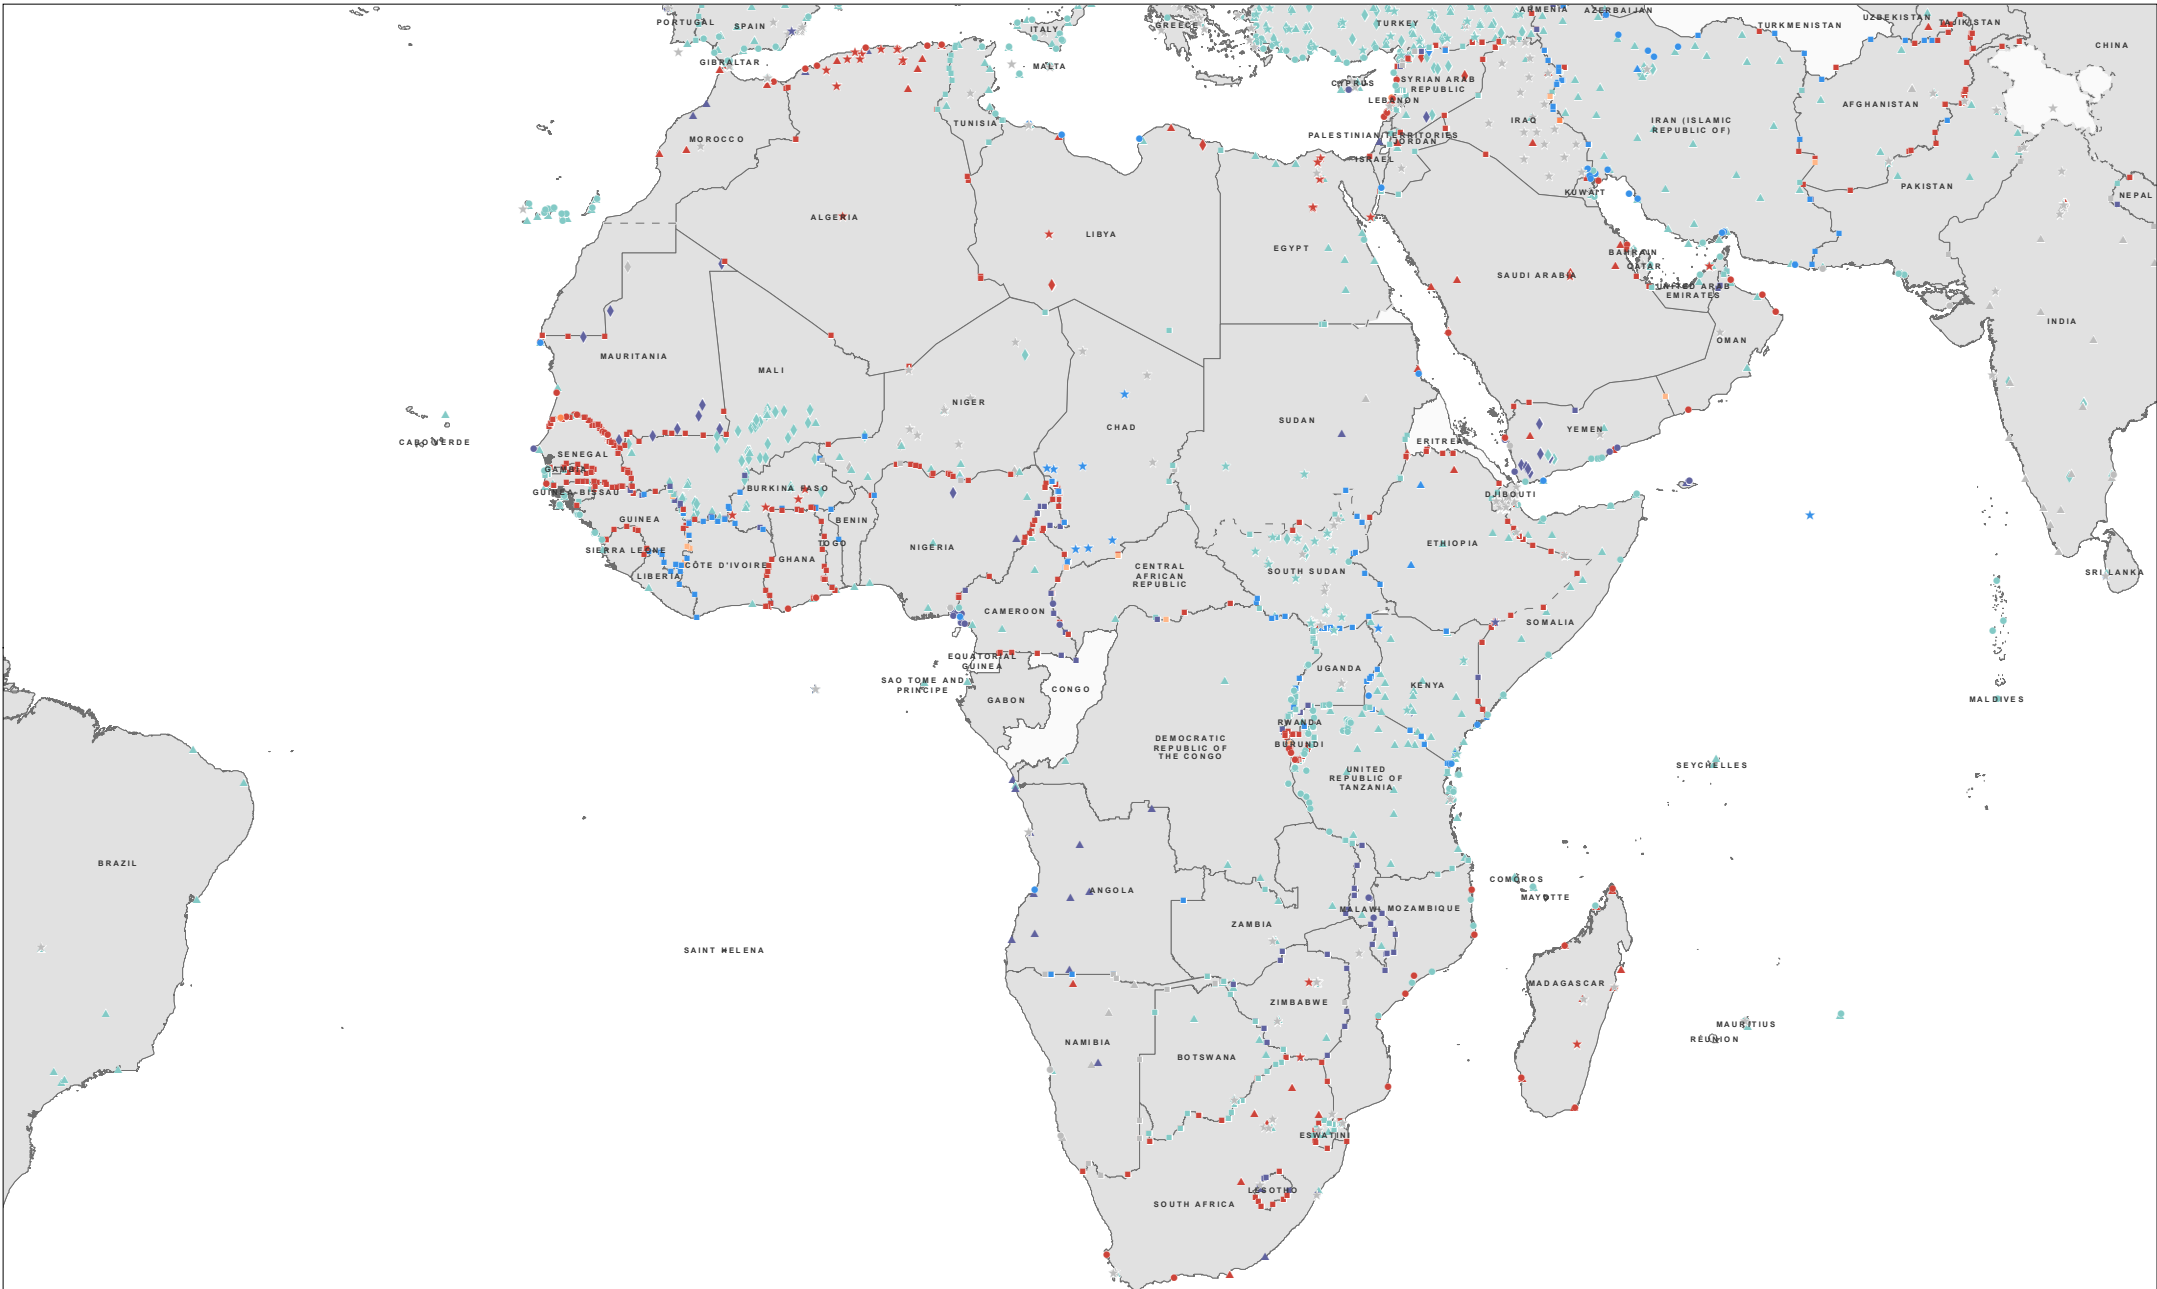 PORTUGAL
SPAIN
GIBRALTAR
ITALY
MALTA
GREECE
TURKEY
ARMENIA
AZERBAIJAN
TURKMENISTAN
UZBEKISTAN
TAJIKISTAN
CHINA
CYPRUS
SYRIAN ARAB
REPUBLIC
LEBANON
PALESTINIAN TERRITORIES
JORDAN
ISRAEL
IRAQ
IRAN (ISLAMIC
REPUBLIC OF)
AFGHANISTAN
PAKISTAN
NEPAL
KUWAIT
MOROCCO
TUNISIA
ALGERIA
LIBYA
EGYPT
SAUDI ARABIA
BAHRAIN
QATAR
UNITED ARAB
EMIRATES
OMAN
INDIA
MAURITANIA
MALI
NIGER
CHAD
SUDAN
ERITREA
YEMEN
CABO VERDE
SENEGAL
GAMBIA
GUINEA-BISSAU
GUINEA
SIERRA LEONE
LIBERIA
CÔTE D'IVOIRE
BURKINA FASO
GHANA
TOGO
BENIN
NIGERIA
CAMEROON
CENTRAL
AFRICAN
REPUBLIC
SOUTH SUDAN
ETHIOPIA
DJIBOUTI
SOMALIA
SRI LANKA
MALDIVES
EQUATORIAL
GUINEA
SAO TOME AND
PRINCIPE
GABON
CONGO
DEMOCRATIC
REPUBLIC OF
THE CONGO
UGANDA
KENYA
RWANDA
BURUNDI
UNITED
REPUBLIC OF
TANZANIA
SEYCHELLES
BRAZIL
SAINT HELENA
ANGOLA
ZAMBIA
MALAWI
MOZAMBIQUE
COMOROS
MAYOTTE
MADAGASCAR
MAURITIUS
RÉUNION
ZIMBABWE
NAMIBIA
BOTSWANA
ESWATINI
LESOTHO
SOUTH AFRICA